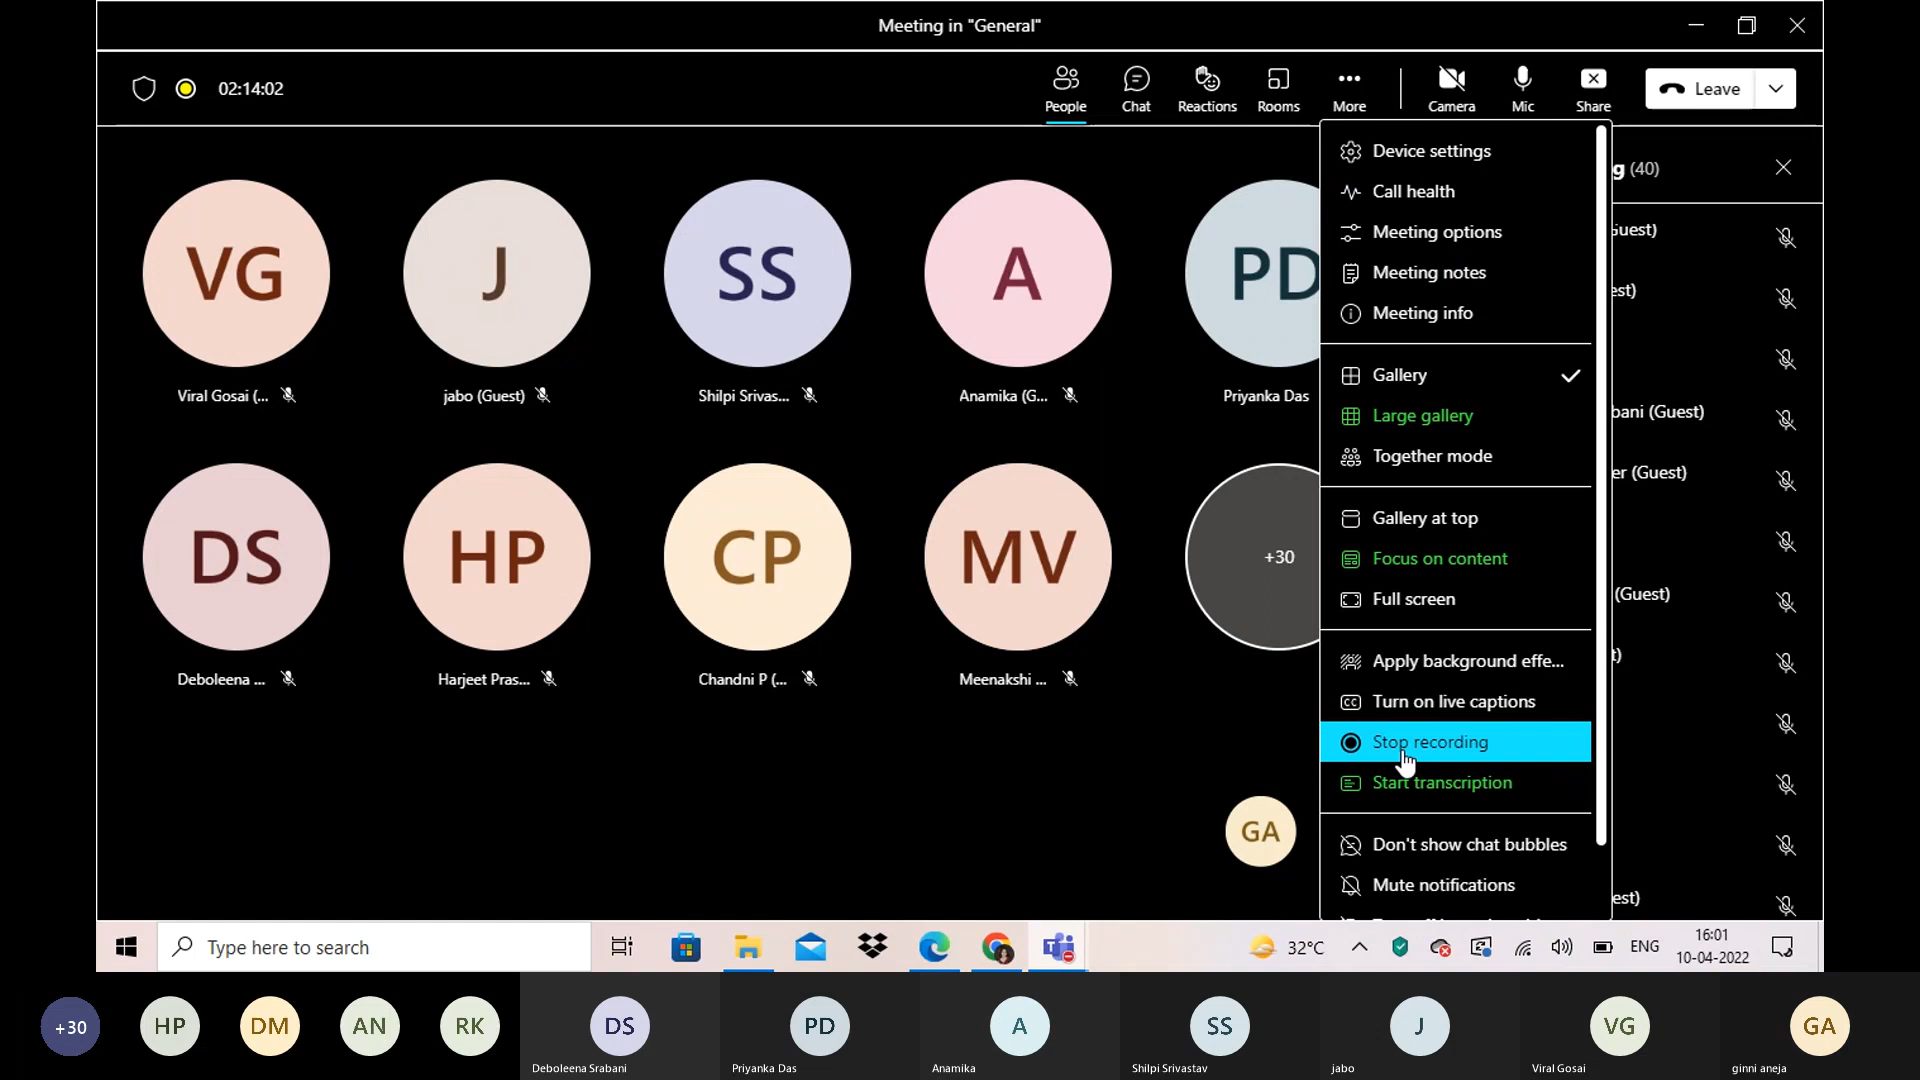 Meeting in "General"
02:14:02
People
Chat
Reactions
Rooms
More
Camera
Mic
Share
Leave
VG
J
SS
A
PD
Viral Gosai (...
jabo (Guest)
Shilpi Srivas...
Anamika (G...
Priyanka Das
DS
HP
CP
MV
+30
Deboleena ...
Harjeet Pras...
Chandni P (...
Meenakshi ...
GA
Device settings
Call health
Meeting options
Meeting notes
Meeting info
Gallery
Large gallery
Together mode
Gallery at top
Focus on content
Full screen
Apply background effe...
CC Turn on live captions
Stop recording
Start transcription
Don't show chat bubbles
Mute notifications
g (40)
Guest)
est)
bani (Guest)
er (Guest)
(Guest)
t)
est)
Type here to search
32°C
ENG
16:01
10-04-2022
+30
HP
DM
AN
RK
DS
PD
A
SS
J
VG
GA
Deboleena Srabani
Priyanka Das
Anamika
Shilpi Srivastav
jabo
Viral Gosai
ginni aneja